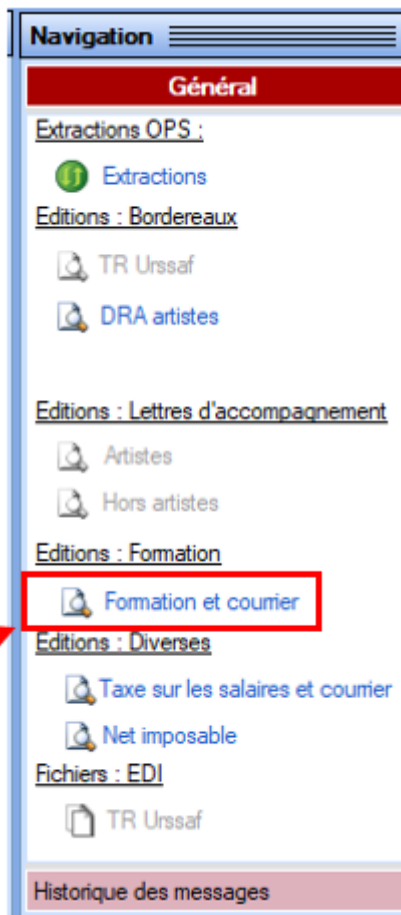 Navigation
Général
Extractions OPS :
Extractions
Editions : Bordereaux
TR Urssaf
DRA artistes
Editions : Lettres d'accompagnement
Artistes
Hors artistes
Editions : Formation
Formation et courrier
Editions : Diverses
Taxe sur les salaires et courrier
Net imposable
Fichiers : EDI
TR Urssaf
Historique des messages